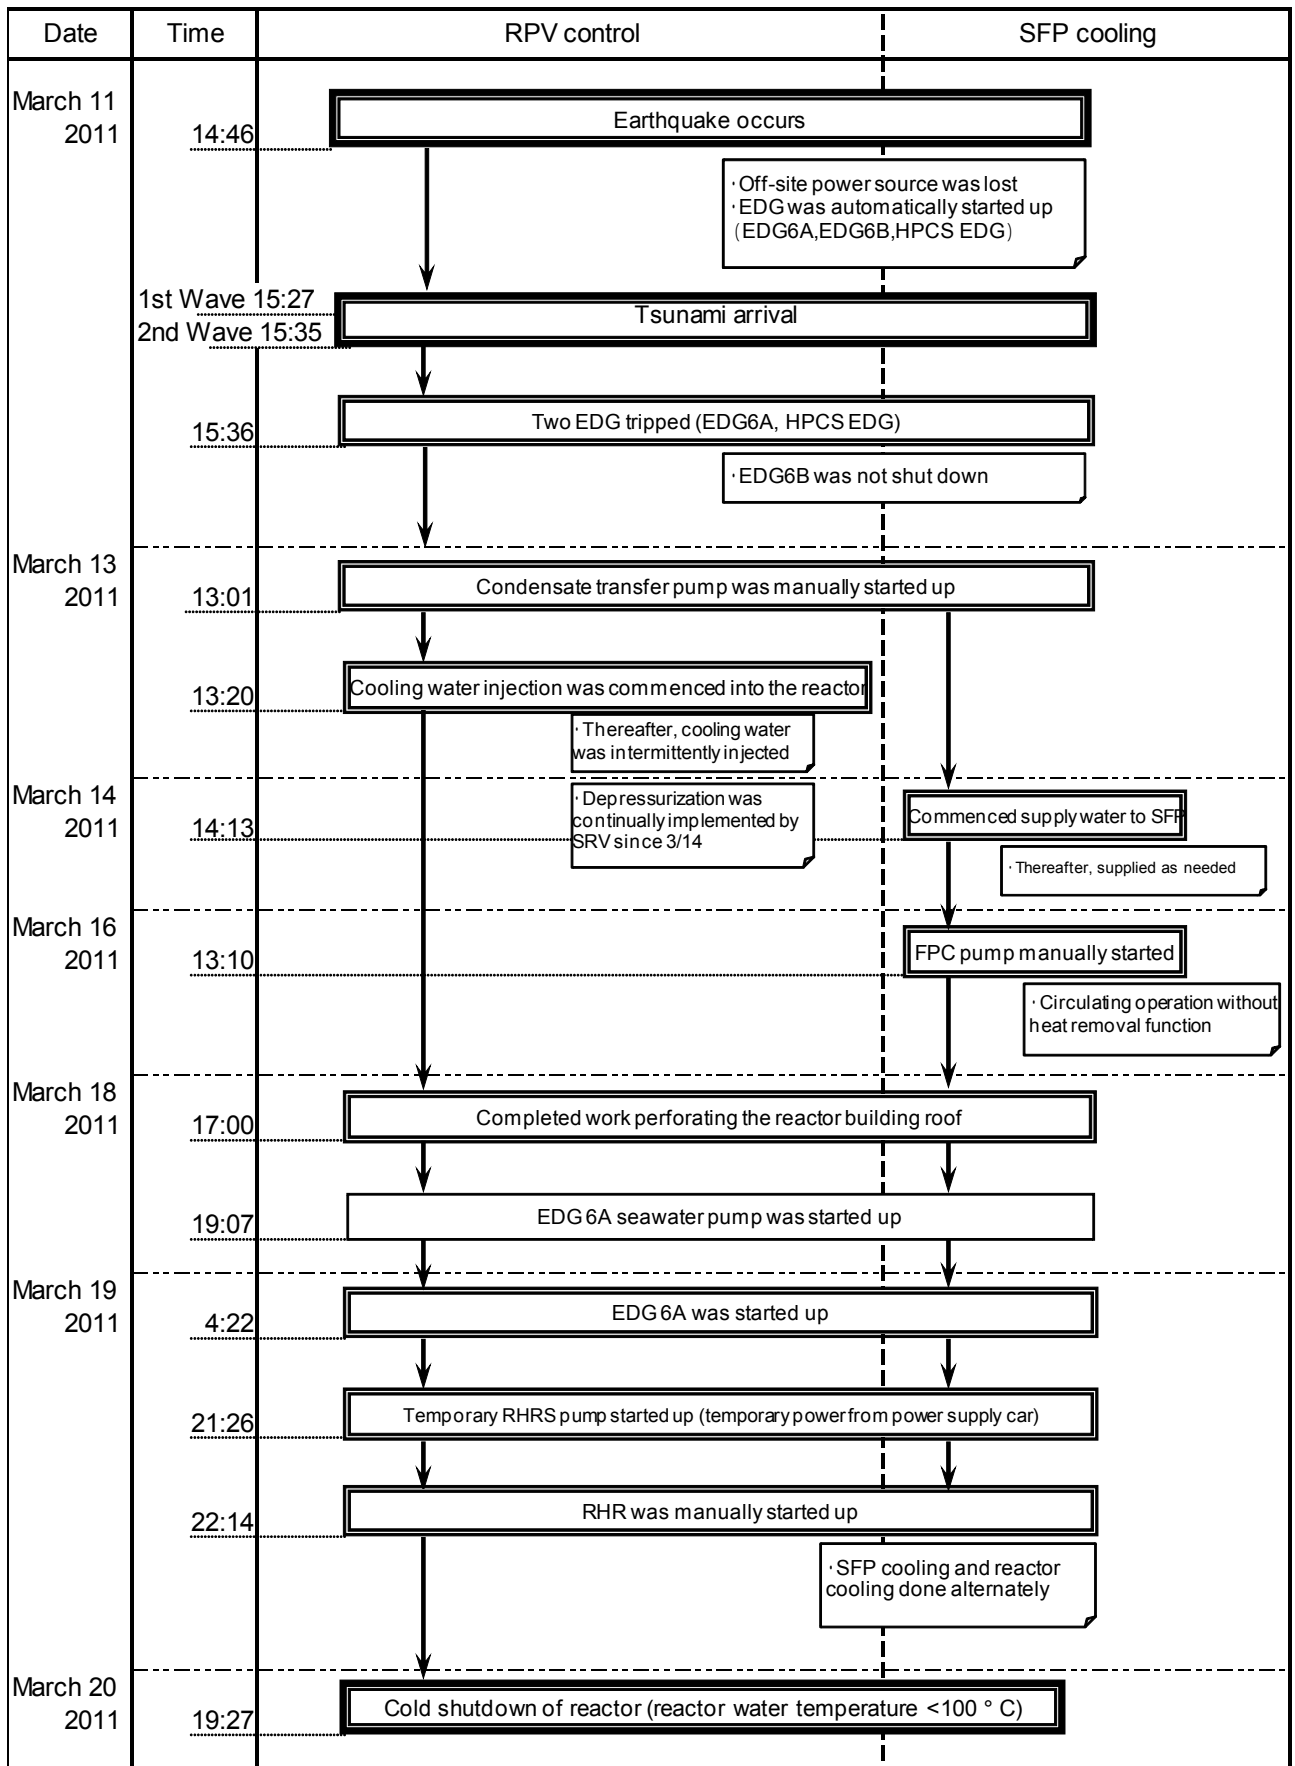 Date Time RPV control SFP cooling
March 11
2011 14:46 Earthquake occurs
・Off-site power source was lost
・EDG was automatically started up
(EDG6A,EDG6B,HPCS EDG)
1st Wave 15:27
Tsunami arrival
2nd Wave 15:35
15:36 Two EDG tripped (EDG6A, HPCS EDG)
・EDG6B was not shut down
March 13
2011 13:01 Condensate transfer pump was manually started up
13:20 Cooling water injection was commenced into the reactor
・Thereafter, cooling water
was intermittently injected
March 14
2011 14:13 Commenced supply water to SFP
・Depressurization was
continually implemented by
SRV since 3/14
・Thereafter, supplied as needed
March 16
2011 13:10 FPC pump manually started
・Circulating operation without
heat removal function
March 18
2011 17:00 Completed work perforating the reactor building roof
19:07 EDG 6A seawater pump was started up
March 19
2011 4:22 EDG 6A was started up
21:26 Temporary RHRS pump started up (temporary power from power supply car)
22:14 RHR was manually started up
・SFP cooling and reactor
cooling done alternately
March 20
2011 19:27 Cold shutdown of reactor (reactor water temperature <100 ° C)